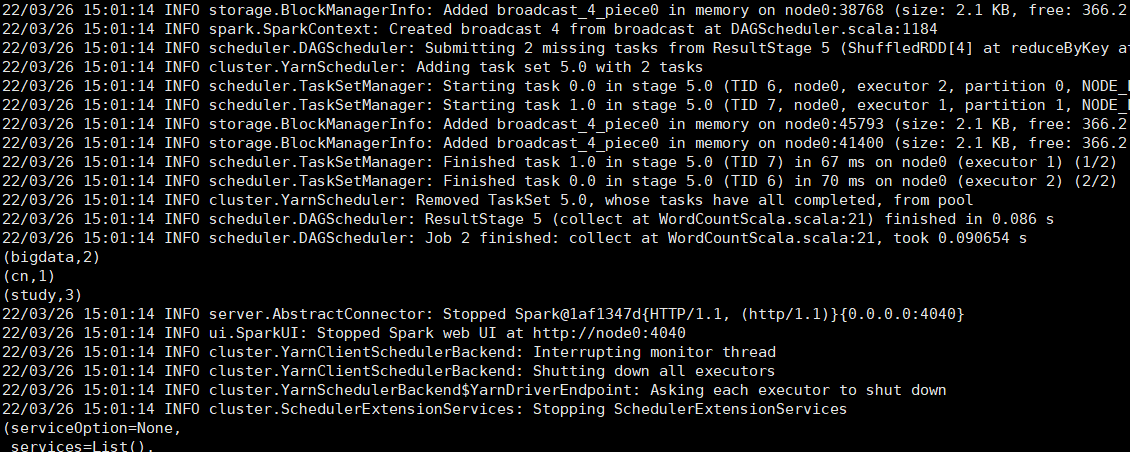 22/03/26 15:01:14 INFO storage.BlockManagerInfo: Added broadcast_4_piece0 in memory on node0:38768 (size: 2.1 KB, free: 366.2
22/03/26 15:01:14 INFO spark.SparkContext: Created broadcast 4 from broadcast at DAGScheduler.scala:1184
22/03/26 15:01:14 INFO scheduler.DAGScheduler: Submitting 2 missing tasks from ResultStage 5 (ShuffledRDD[4] at reduceByKey at
22/03/26 15:01:14 INFO cluster.YarnScheduler: Adding task set 5.0 with 2 tasks
22/03/26 15:01:14 INFO scheduler.TaskSetManager: Starting task 0.0 in stage 5.0 (TID 6, node0, executor 2, partition 0, NODE_
22/03/26 15:01:14 INFO scheduler.TaskSetManager: Starting task 1.0 in stage 5.0 (TID 7, node0, executor 1, partition 1, NODE_
22/03/26 15:01:14 INFO storage.BlockManagerInfo: Added broadcast_4_piece0 in memory on node0:45793 (size: 2.1 KB, free: 366.2
22/03/26 15:01:14 INFO storage.BlockManagerInfo: Added broadcast_4_piece0 in memory on node0:41400 (size: 2.1 KB, free: 366.2
22/03/26 15:01:14 INFO scheduler.TaskSetManager: Finished task 1.0 in stage 5.0 (TID 7) in 67 ms on node0 (executor 1) (1/2)
22/03/26 15:01:14 INFO scheduler.TaskSetManager: Finished task 0.0 in stage 5.0 (TID 6) in 70 ms on node0 (executor 2) (2/2)
22/03/26 15:01:14 INFO cluster.YarnScheduler: Removed TaskSet 5.0, whose tasks have all completed, from pool
22/03/26 15:01:14 INFO scheduler.DAGScheduler: ResultStage 5 (collect at WordCountScala.scala:21) finished in 0.086 s
22/03/26 15:01:14 INFO scheduler.DAGScheduler: Job 2 finished: collect at WordCountScala.scala:21, took 0.090654 s
(bigdata,2)
(cn,1)
(study,3)
22/03/26 15:01:14 INFO server.AbstractConnector: Stopped Spark@1af1347d{HTTP/1.1, (http/1.1)}{0.0.0.0:4040}
22/03/26 15:01:14 INFO ui.SparkUI: Stopped Spark web UI at http://node0:4040
22/03/26 15:01:14 INFO cluster.YarnClientSchedulerBackend: Interrupting monitor thread
22/03/26 15:01:14 INFO cluster.YarnClientSchedulerBackend: Shutting down all executors
22/03/26 15:01:14 INFO cluster.YarnSchedulerBackend$YarnDriverEndpoint: Asking each executor to shut down
22/03/26 15:01:14 INFO cluster.SchedulerExtensionServices: Stopping SchedulerExtensionServices
(serviceOption=None,
services=List(),